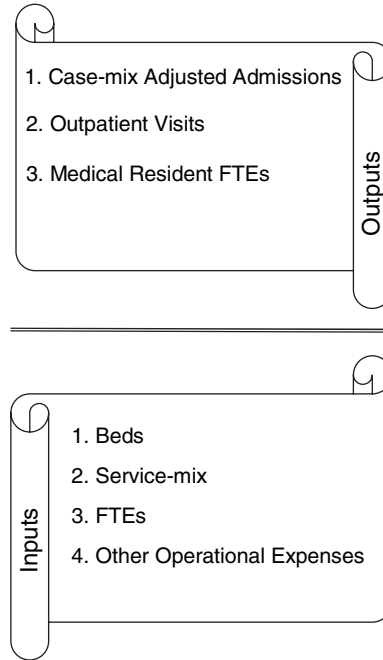 1. Case-mix Adjusted Admissions
2. Outpatient Visits
3. Medical Resident FTEs
Outputs
Inputs
1. Beds
2. Service-mix
3. FTEs
4. Other Operational Expenses